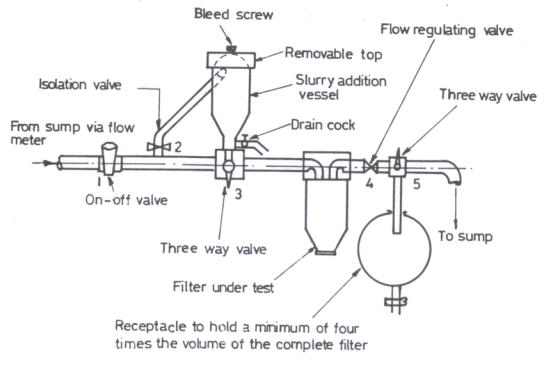 Bleed screw
Flow regulating valve
Removable top
Isolation valve
Slurry addition
vessel
Three way valve
From sump via flow
meter
Drain cock
2
1
On-off valve
3
4
5
Three way valve
To sump
Filter under test
Receptacle to hold a minimum of four
times the volume of the complete filter